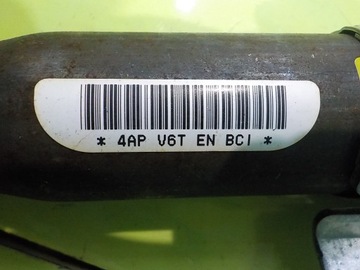 * 4AP V6T EN BCI *